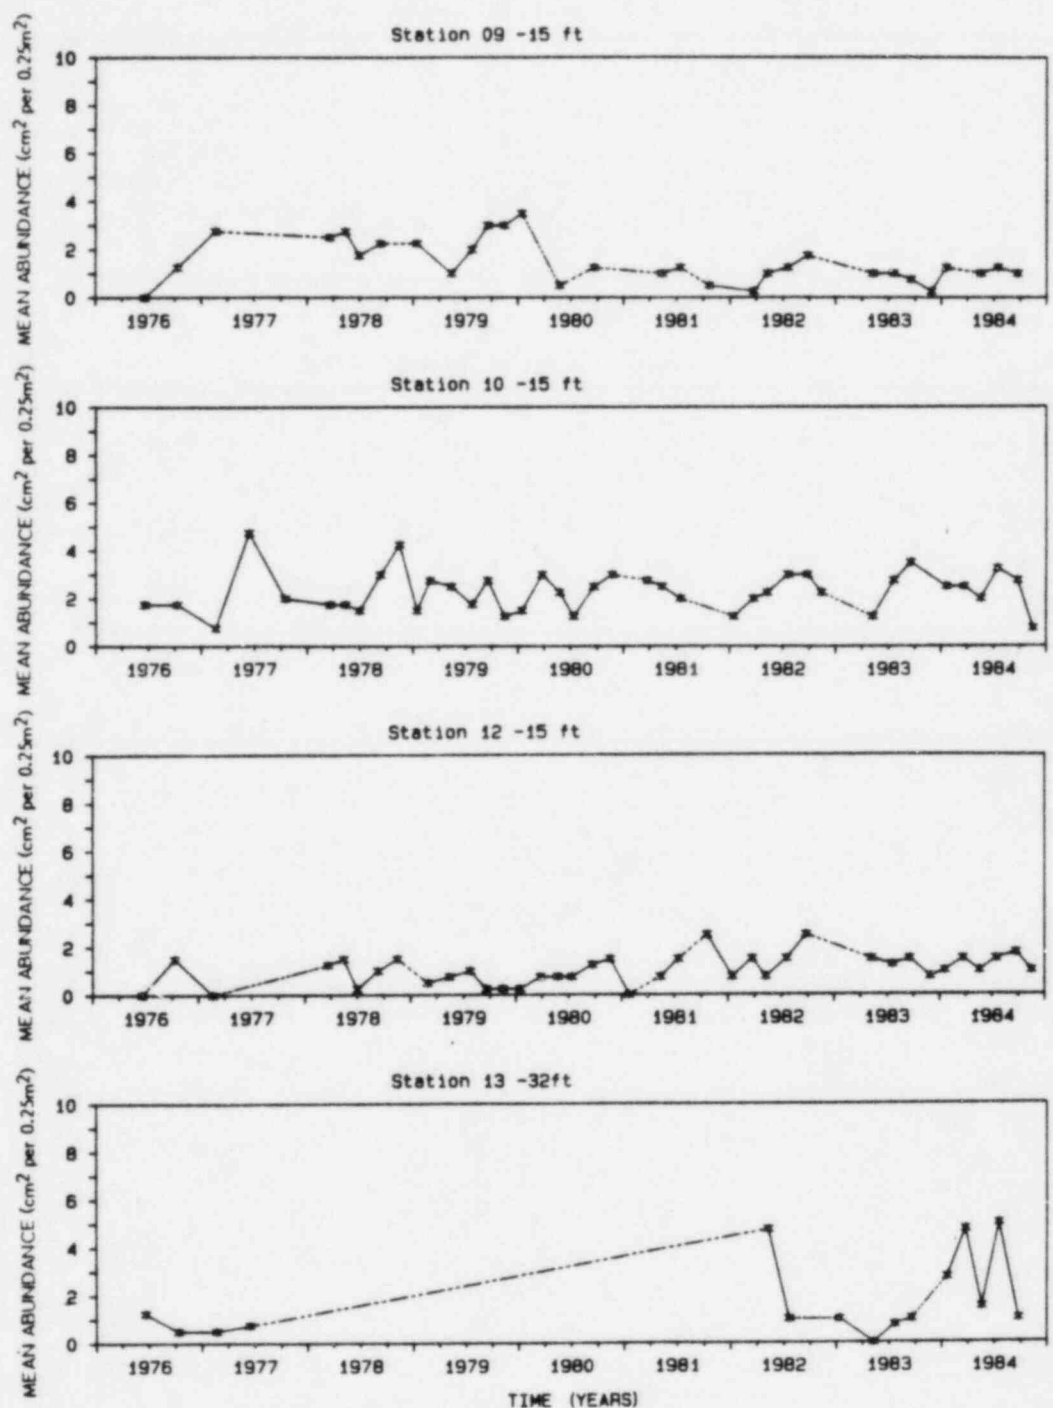 Station 09 -15 ft
MEAN ABUNDANCE (cm² per 0.25m²)
10
8
6
4
2
0
1976 1977 1978 1979 1980 1981 1982 1983 1984
Station 10 -15 ft
MEAN ABUNDANCE (cm² per 0.25m²)
10
8
6
4
2
0
1976 1977 1978 1979 1980 1981 1982 1983 1984
Station 12 -15 ft
MEAN ABUNDANCE (cm² per 0.25m²)
10
8
6
4
2
0
1976 1977 1978 1979 1980 1981 1982 1983 1984
Station 13 -32ft
MEAN ABUNDANCE (cm² per 0.25m²)
10
8
6
4
2
0
1976 1977 1978 1979 1980 1981 1982 1983 1984
TIME (YEARS)